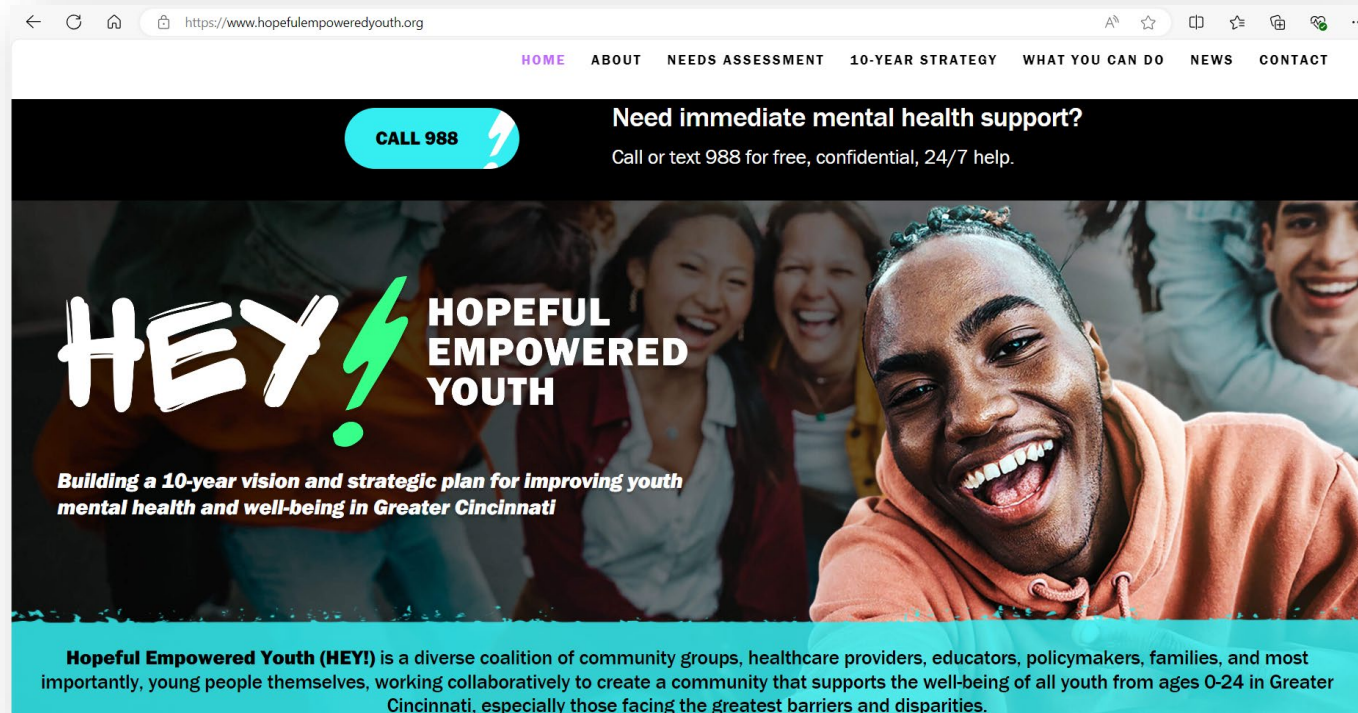 https://www.hopefulempoweredyouth.org
HOME ABOUT NEEDS ASSESSMENT 10-YEAR STRATEGY WHAT YOU CAN DO NEWS CONTACT
CALL 988
Need immediate mental health support?
Call or text 988 for free, confidential, 24/7 help.
HEY!
HOPEFUL
EMPOWERED
YOUTH
Building a 10-year vision and strategic plan for improving youth
mental health and well-being in Greater Cincinnati
Hopeful Empowered Youth (HEY!) is a diverse coalition of community groups, healthcare providers, educators, policymakers, families, and most
importantly, young people themselves, working collaboratively to create a community that supports the well-being of all youth from ages 0-24 in Greater
Cincinnati, especially those facing the greatest barriers and disparities.